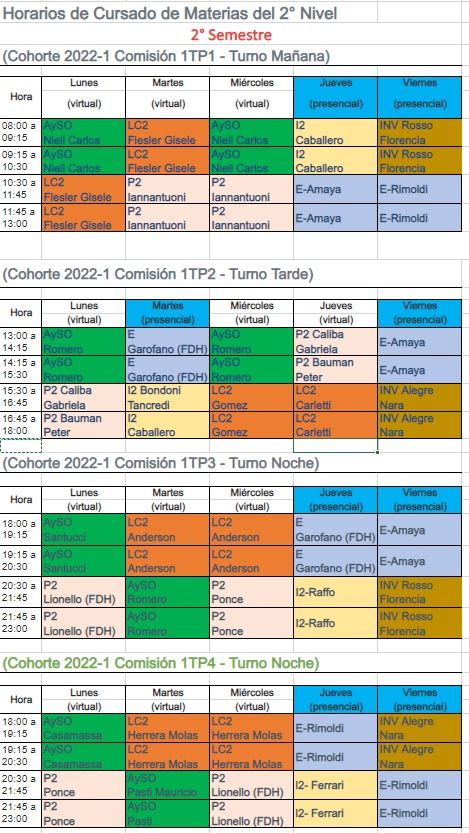 Horarios de Cursado de Materias del 2° Nivel
2° Semestre
(Cohorte 2022-1 Comisión 1TP1 - Turno Mañana)
Hora Lunes (virtual) Martes (virtual) Miércoles (virtual) Jueves (presencial) Viernes (presencial)
08:00 a 09:15 AySO Niell Carlos LC2 Flesler Gisele AySO Niell Carlos I2 Caballero INV Rosso Florencia
09:15 a 10:30 AySO Niell Carlos LC2 Flesler Gisele AySO Niell Carlos I2 Caballero INV Rosso Florencia
10:30 a 11:45 LC2 Flesler Gisele P2 Iannantuoni P2 Iannantuoni E-Amaya E-Rimoldi
11:45 a 13:00 LC2 Flesler Gisele P2 Iannantuoni P2 Iannantuoni E-Amaya E-Rimoldi
(Cohorte 2022-1 Comisión 1TP2 - Turno Tarde)
Hora Lunes (virtual) Martes (presencial) Miércoles (virtual) Jueves (virtual) Viernes (presencial)
13:00 a 14:15 AySO Romero E Garofano (FDH) AySO Romero P2 Caliba Gabriela E-Amaya
14:15 a 15:30 AySO Romero E Garofano (FDH) AySO Romero P2 Bauman Peter E-Amaya
15:30 a 16:45 P2 Caliba Gabriela I2 Bondoni Tancredi LC2 Gomez LC2 Carletti INV Alegre Nara
16:45 a 18:00 P2 Bauman Peter I2 Caballero LC2 Gomez LC2 Carletti INV Alegre Nara
(Cohorte 2022-1 Comisión 1TP3 - Turno Noche)
Hora Lunes (virtual) Martes (virtual) Miércoles (virtual) Jueves (presencial) Viernes (presencial)
18:00 a 19:15 AySO Santucci LC2 Anderson LC2 Anderson E Garofano (FDH) E-Amaya
19:15 a 20:30 AySO Santucci LC2 Anderson LC2 Anderson E Garofano (FDH) E-Amaya
20:30 a 21:45 P2 Lionello (FDH) AySO Romero P2 Ponce I2-Raffo INV Rosso Florencia
21:45 a 23:00 P2 Lionello (FDH) AySO Romero P2 Ponce I2-Raffo INV Rosso Florencia
(Cohorte 2022-1 Comisión 1TP4 - Turno Noche)
Hora Lunes (virtual) Martes (virtual) Miércoles (virtual) Jueves (presencial) Viernes (presencial)
18:00 a 19:15 AySO Casamassa LC2 Herrera Molas LC2 Herrera Molas E-Rimoldi INV Alegre Nara
19:15 a 20:30 AySO Casamassa LC2 Herrera Molas LC2 Herrera Molas E-Rimoldi INV Alegre Nara
20:30 a 21:45 P2 Ponce AySO Pasti Mauricio P2 Lionello (FDH) I2- Ferrari E-Rimoldi
21:45 a 23:00 P2 Ponce AySO Pasti P2 Lionello (FDH) I2- Ferrari E-Rimoldi